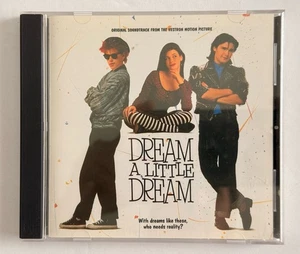 ORIGINAL SOUNDTRACK FROM THE VESTRON MOTION PICTURE
DREAM
A LITTLE
DREAM
With dreams like these,
who needs reality?